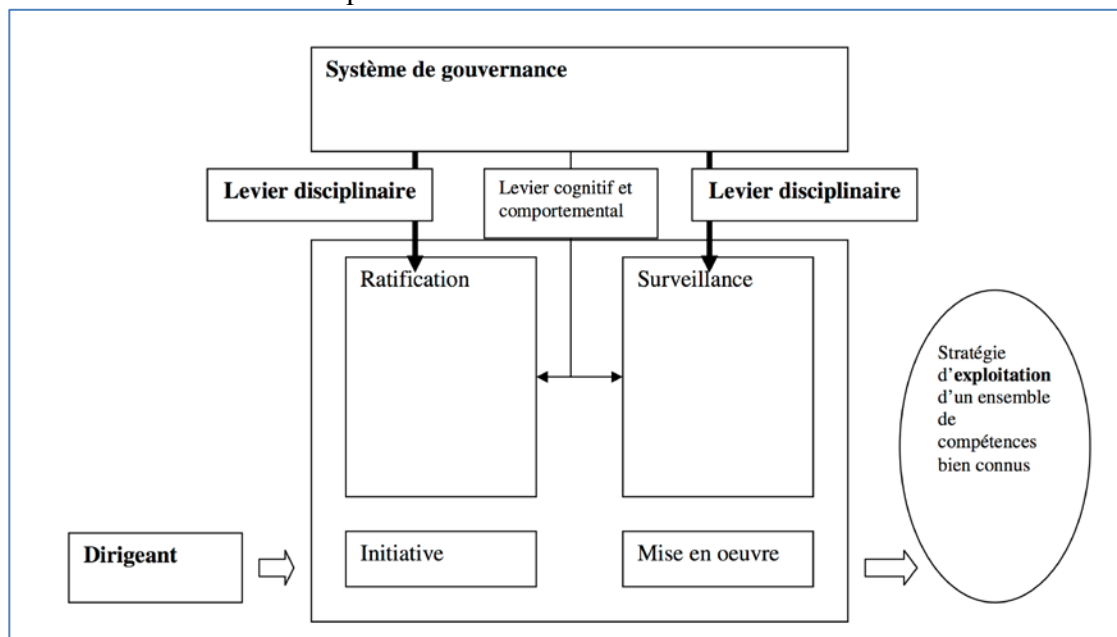 Système de gouvernance
Levier disciplinaire
Levier cognitif et
comportemental
Levier disciplinaire
Ratification
Surveillance
Stratégie
d’exploitation
d’un ensemble
de
compétences
bien connus
Dirigeant
Initiative
Mise en oeuvre